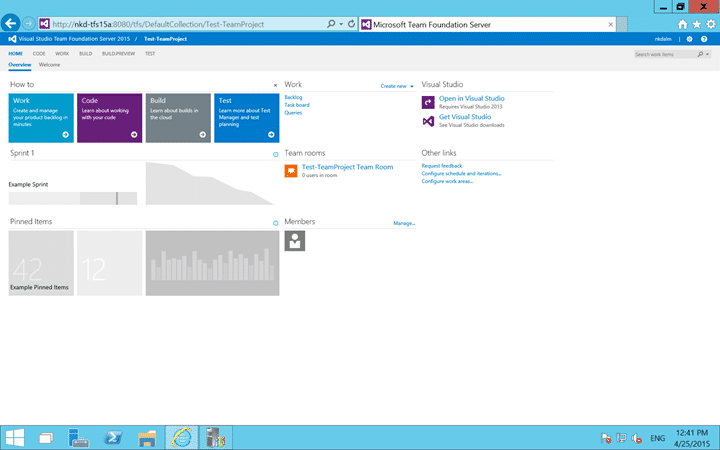 http://nkd-tfs15a:8080/tfs/DefaultCollection/Test-TeamProject
Microsoft Team Foundation Server
Visual Studio Team Foundation Server 2015 / Test-TeamProject
nkdalm
HOME CODE WORK BUILD BUILD.PREVIEW TEST
Search work items
Overview Welcome
How to
Work
Create and manage
your product backlog in
minutes
Code
Learn about working
with your code
Build
Learn about builds in
the cloud
Test
Learn more about Test
Manager and test
planning
Sprint 1
Example Sprint
Pinned Items
42
Example Pinned Items
12
Work
Create new
Backlog
Task board
Queries
Team rooms
Test-TeamProject Team Room
0 users in room
Members
Manage...
Visual Studio
Open in Visual Studio
Requires Visual Studio 2013
Get Visual Studio
See Visual Studio downloads
Other links
Request feedback
Configure schedule and iterations...
Configure work areas...
ENG
12:41 PM
4/25/2015